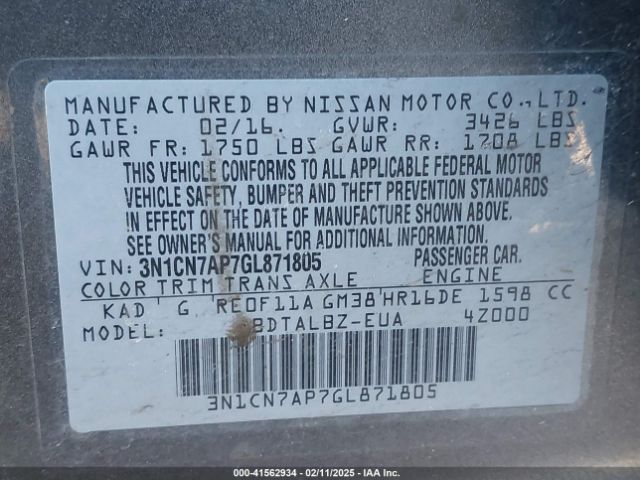 MANUFACTURED BY NISSAN MOTOR CO., LTD.
DATE: 02/16. GVWR: 3426 LBS
GAWR FR: 1750 LBS GAWR RR: 1708 LBS
THIS VEHICLE CONFORMS TO ALL APPLICABLE FEDERAL MOTOR
VEHICLE SAFETY, BUMPER AND THEFT PREVENTION STANDARDS
IN EFFECT ON THE DATE OF MANUFACTURE SHOWN ABOVE.
SEE OWNER'S MANUAL FOR ADDITIONAL INFORMATION.
VIN: 3N1CN7AP7GL871805 PASSENGER CAR.
COLOR TRIM TRANS AXLE ENGINE
KAD G RE0F11A GM38 HR16DE 1598 CC
MODEL: BDTALBZ-EUA 4Z000
3N1CN7AP7GL871805
STOCK: 41562934 | 02/11/2025 | IAA Inc.